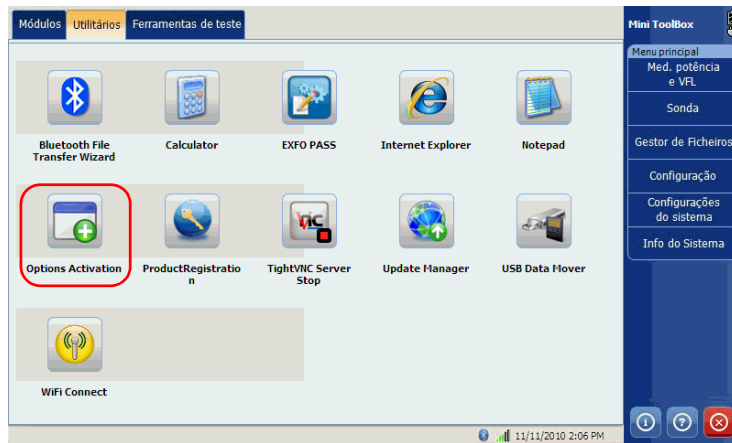 Módulos
Utilitários
Ferramentas de teste
Mini ToolBox
Menu principal
Med. potência
e VFL
Sonda
Gestor de Ficheiros
Configuração
Configurações
do sistema
Info do Sistema
Bluetooth File
Transfer Wizard
Calculator
EXFO PASS
Internet Explorer
Notepad
Options Activation
ProductRegistratio
n
TightVNC Server
Stop
Update Manager
USB Data Mover
WiFi Connect
11/11/2010 2:06 PM